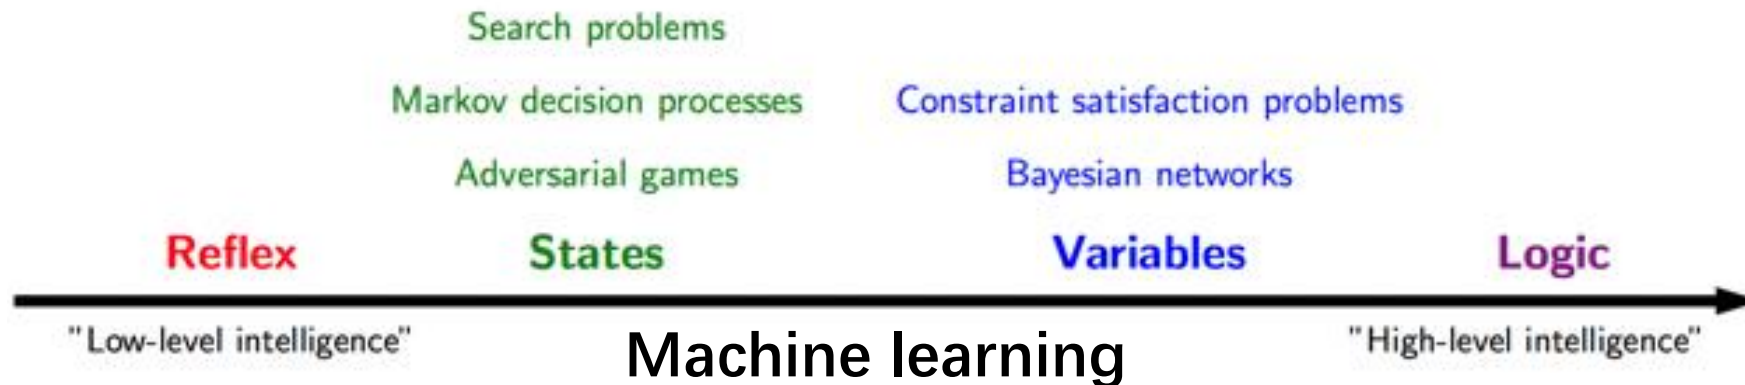 Search problems
Markov decision processes
Constraint satisfaction problems
Adversarial games
Bayesian networks
Reflex
States
Variables
Logic
"Low-level intelligence"
Machine learning
"High-level intelligence"